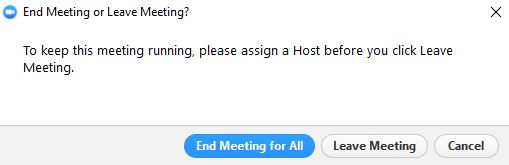 End Meeting or Leave Meeting?
To keep this meeting running, please assign a Host before you click Leave
Meeting.
End Meeting for All Leave Meeting Cancel